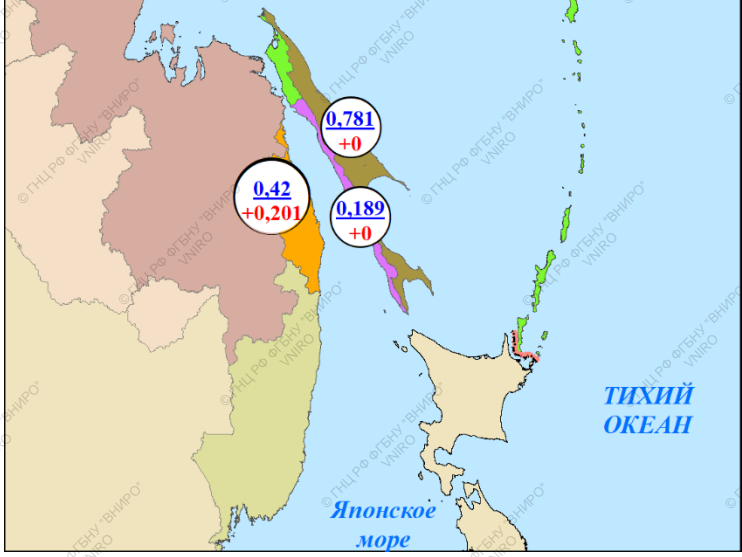 0,781
+0
0,42
+0,201
0,189
+0
ТИХИЙ
ОКЕАН
Японское
море
© ГНЦ РФ ФГБНУ "ВНИРО"
VNIRO